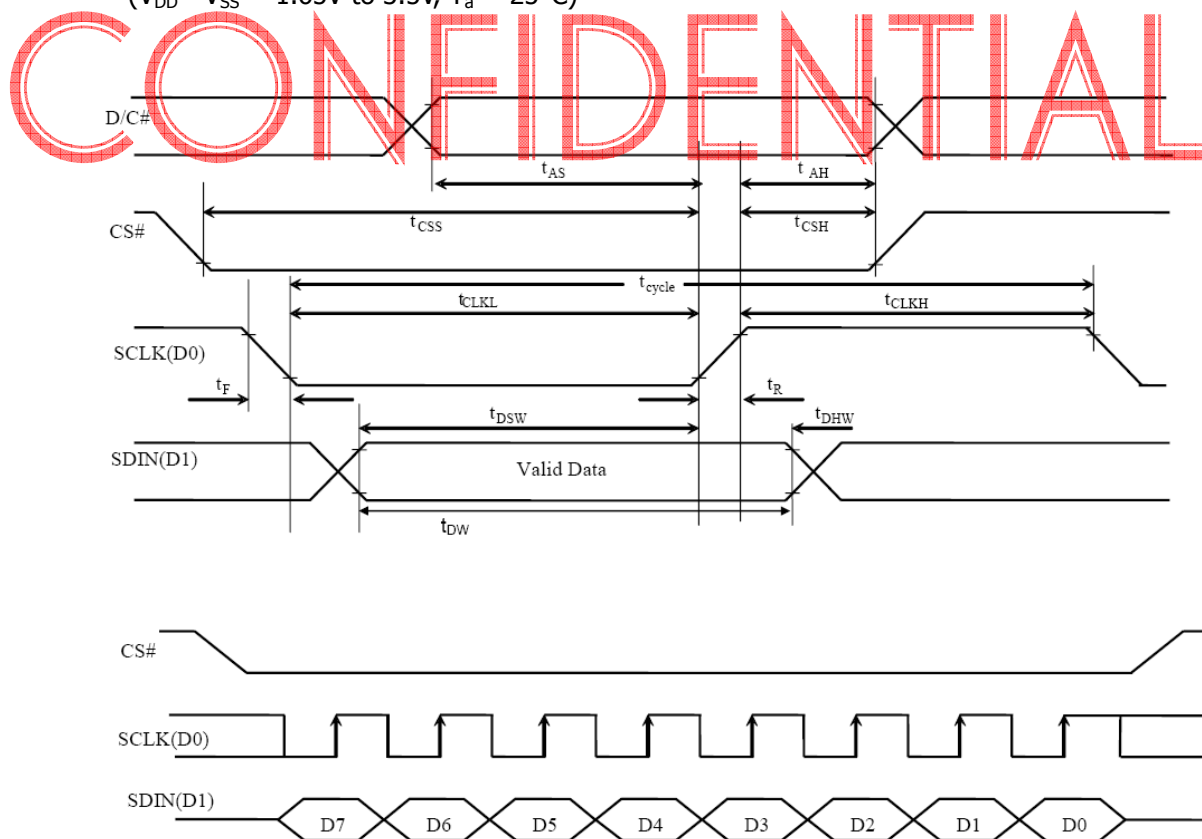 CONFIDENTIAL
D/C#
tAS
t AH
tCSS
tCSH
CS#
tcycle
tCLKL
tCLKH
SCLK(D0)
tF
tR
tDSW
tDHW
SDIN(D1)
Valid Data
tDW
CS#
SCLK(D0)
SDIN(D1)
D7 D6 D5 D4 D3 D2 D1 D0